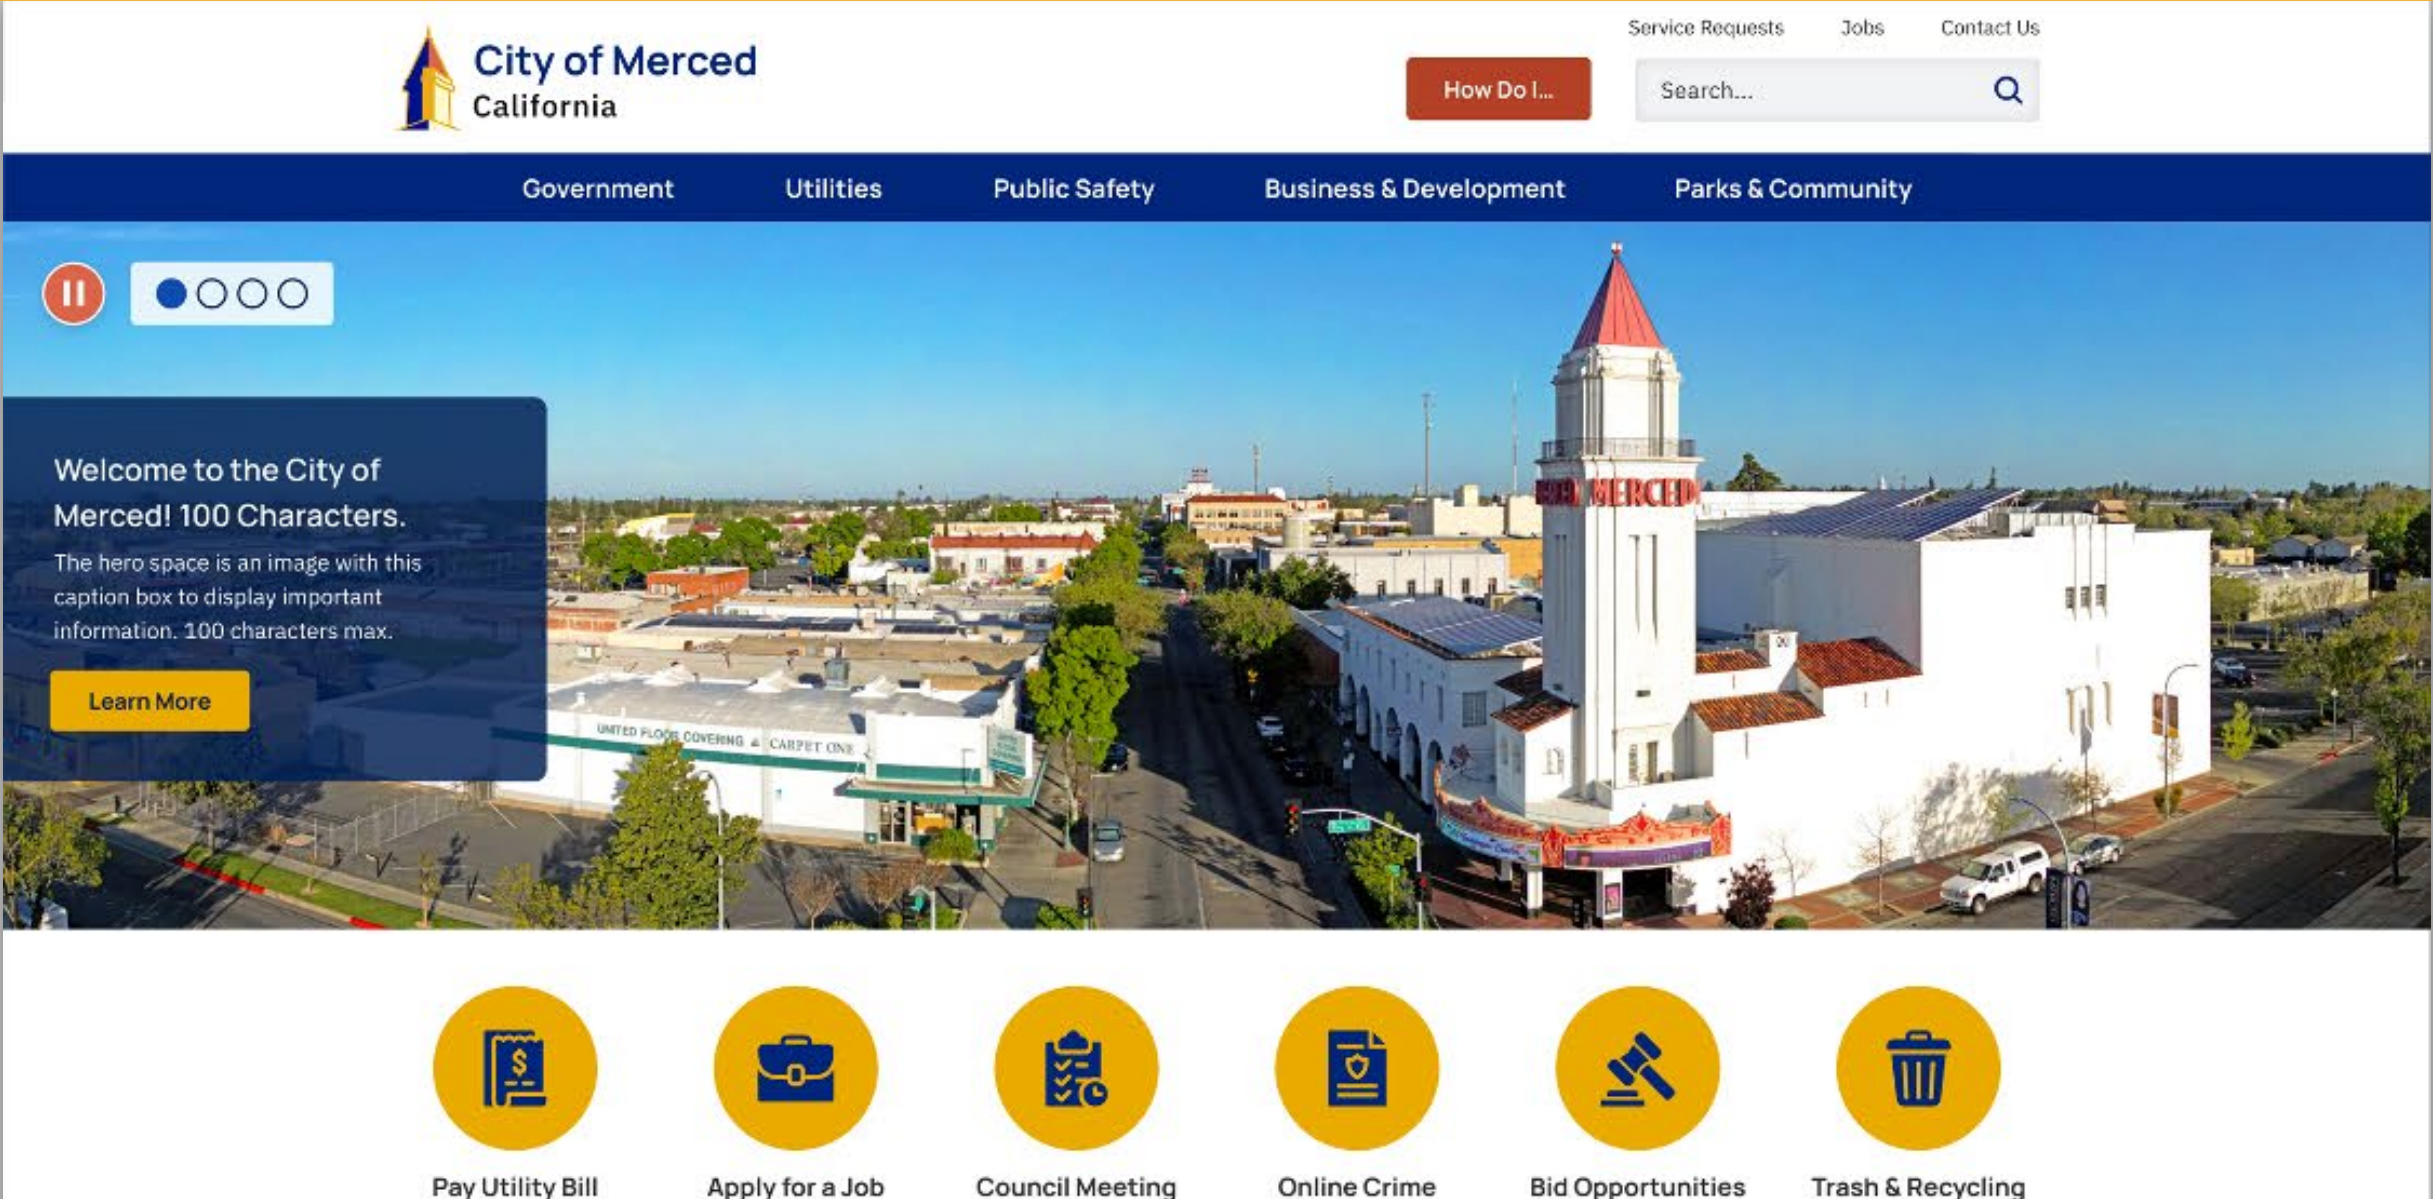 Service Requests Jobs Contact Us
City of Merced
California
How Do I...
Search...
Government Utilities Public Safety Business & Development Parks & Community
Welcome to the City of
Merced! 100 Characters.
The hero space is an image with this
caption box to display important
information. 100 characters max.
Learn More
MERCED
UNITED FLOOR COVERING & CARPET ONE
Pay Utility Bill Apply for a Job Council Meeting Online Crime Bid Opportunities Trash & Recycling